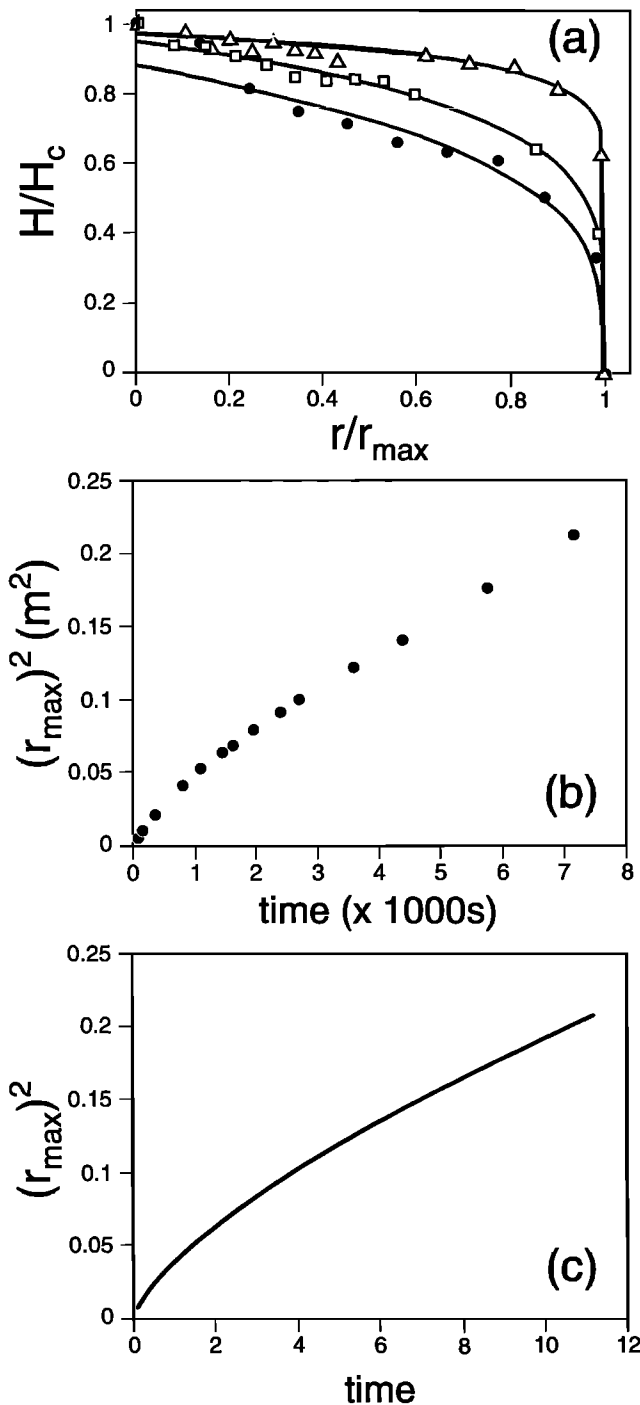 (a)
H/H_c
1
0.8
0.6
0.4
0.2
0
0 0.2 0.4 0.6 0.8 1
r/r_max
0.25
0.2
0.15
0.1
0.05
0
(r_max)² (m²)
(b)
0 1 2 3 4 5 6 7 8
time (x 1000s)
0.25
0.2
0.15
0.1
0.05
0
(r_max)²
(c)
0 2 4 6 8 10 12
time